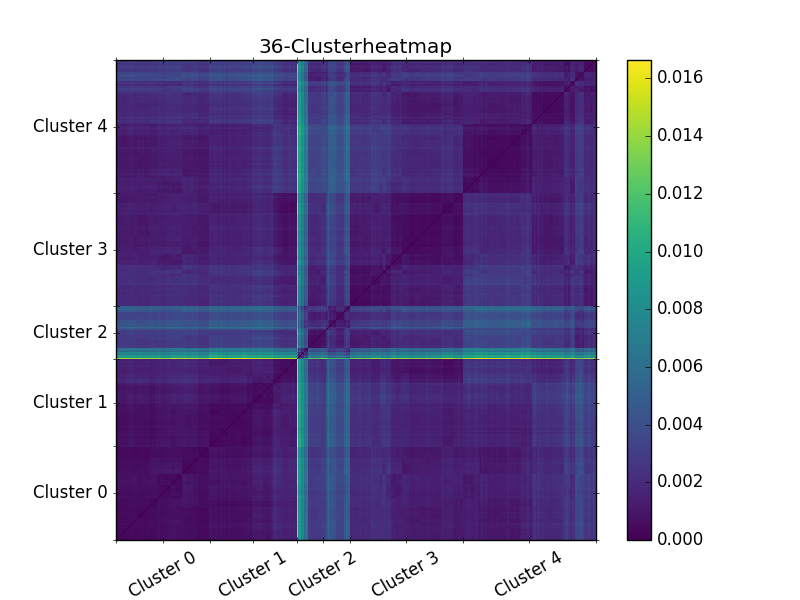 36-Clusterheatmap
Cluster 4
Cluster 3
Cluster 2
Cluster 1
Cluster 0
Cluster 0
Cluster 1
Cluster 2
Cluster 3
Cluster 4
0.016
0.014
0.012
0.010
0.008
0.006
0.004
0.002
0.000